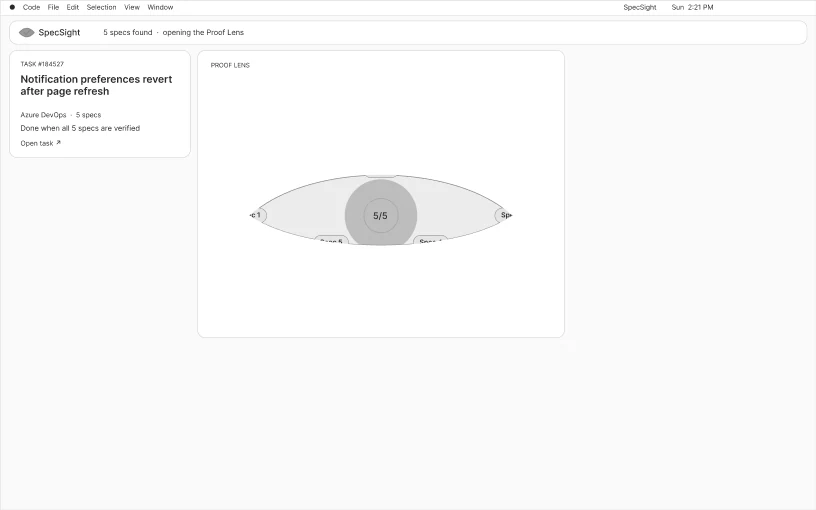 Code File Edit Selection View Window SpecSight Sun 2:21 PM
SpecSight 5 specs found · opening the Proof Lens
TASK #184527
Notification preferences revert
after page refresh
Azure DevOps · 5 specs
Done when all 5 specs are verified
Open task ↗
PROOF LENS
5/5